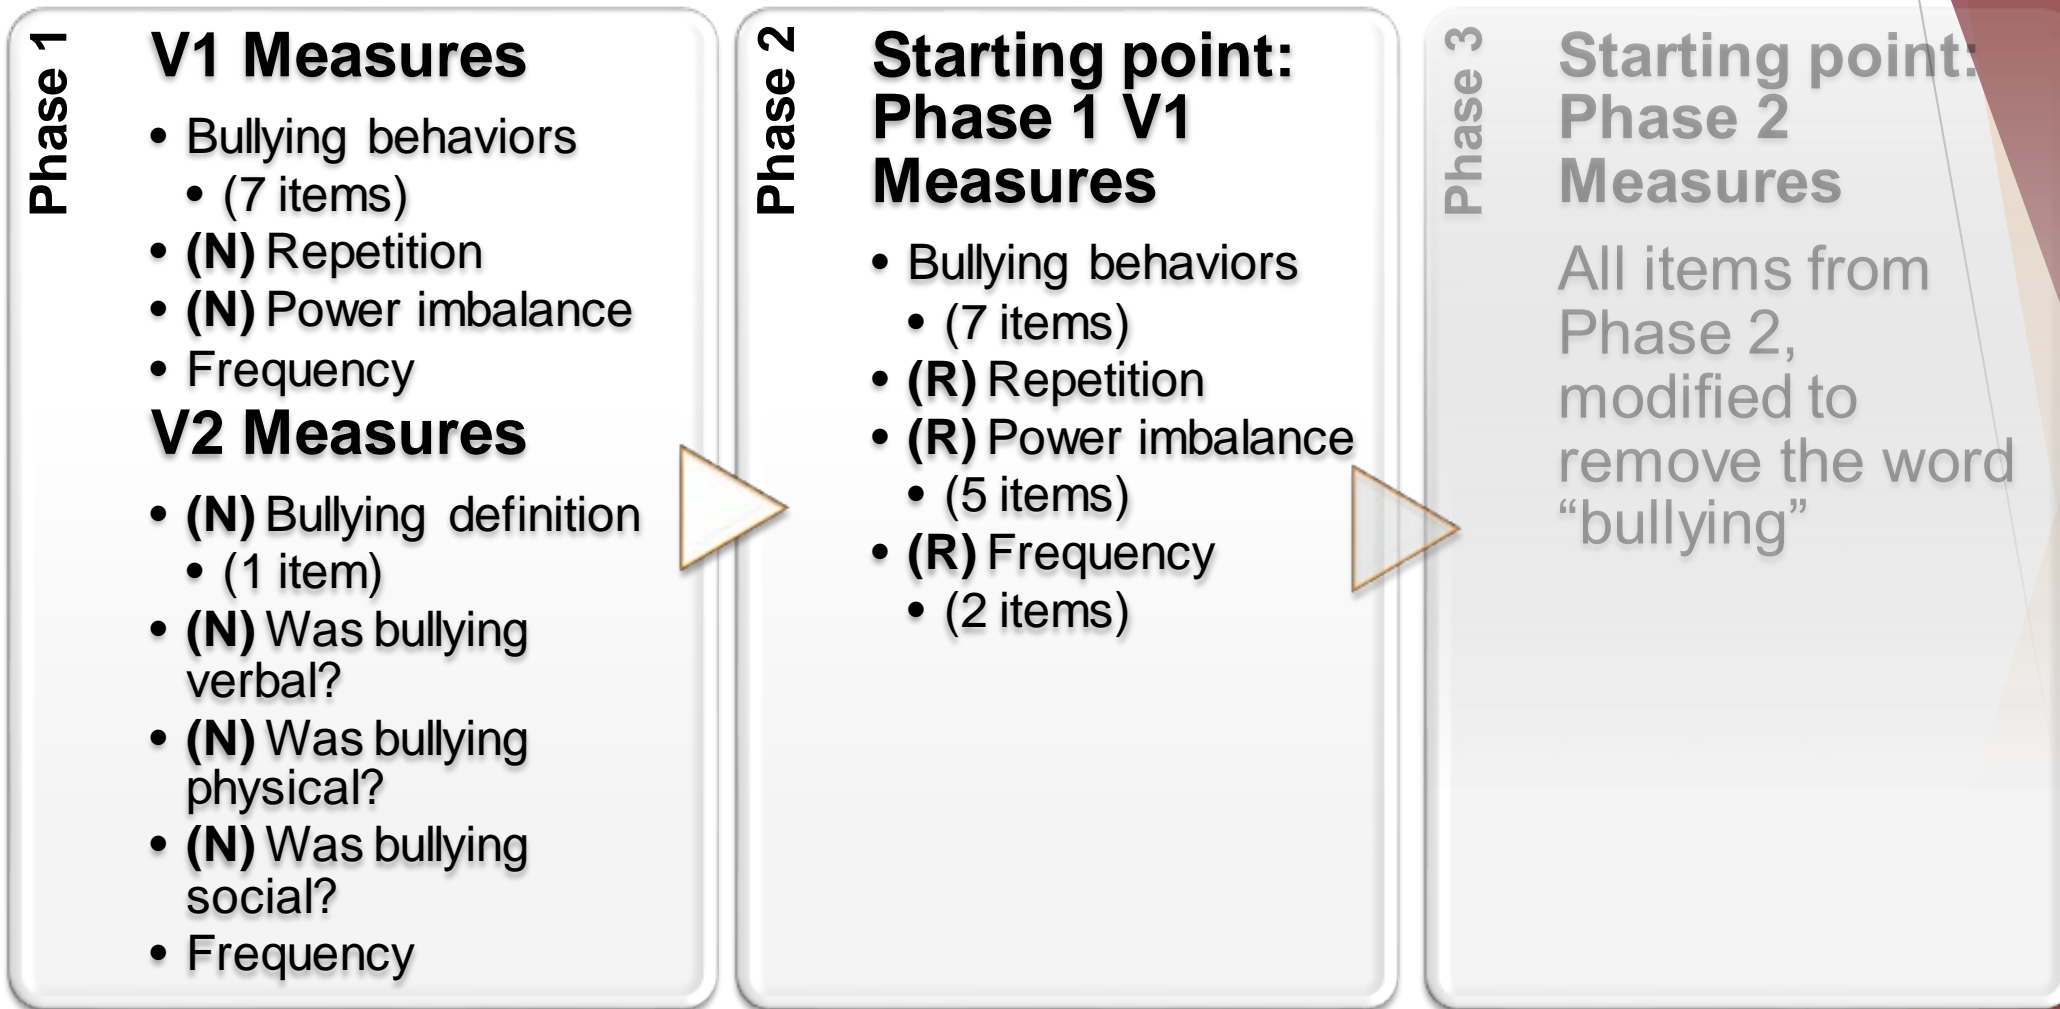 Phase 1
V1 Measures
• Bullying behaviors
• (7 items)
• (N) Repetition
• (N) Power imbalance
• Frequency
V2 Measures
• (N) Bullying definition
• (1 item)
• (N) Was bullying
verbal?
• (N) Was bullying
physical?
• (N) Was bullying
social?
• Frequency
Phase 2
Starting point:
Phase 1 V1
Measures
• Bullying behaviors
• (7 items)
• (R) Repetition
• (R) Power imbalance
• (5 items)
• (R) Frequency
• (2 items)
Phase 3
Starting point:
Phase 2
Measures
All items from
Phase 2,
modified to
remove the word
“bullying”